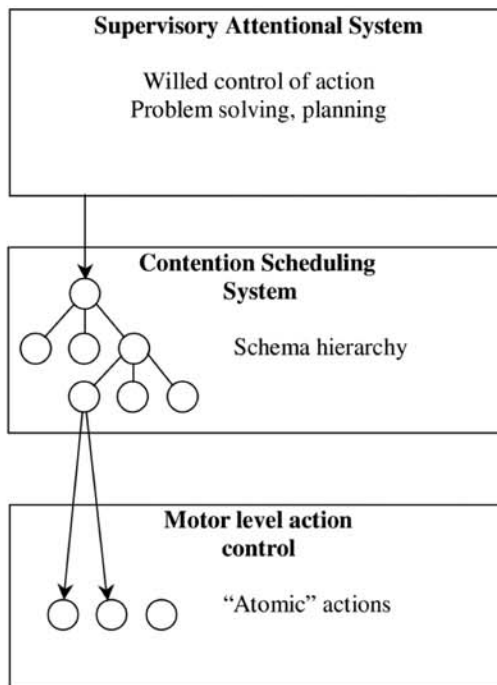 Supervisory Attentional System
Willed control of action
Problem solving, planning
Contention Scheduling
System
Schema hierarchy
Motor level action
control
“Atomic” actions